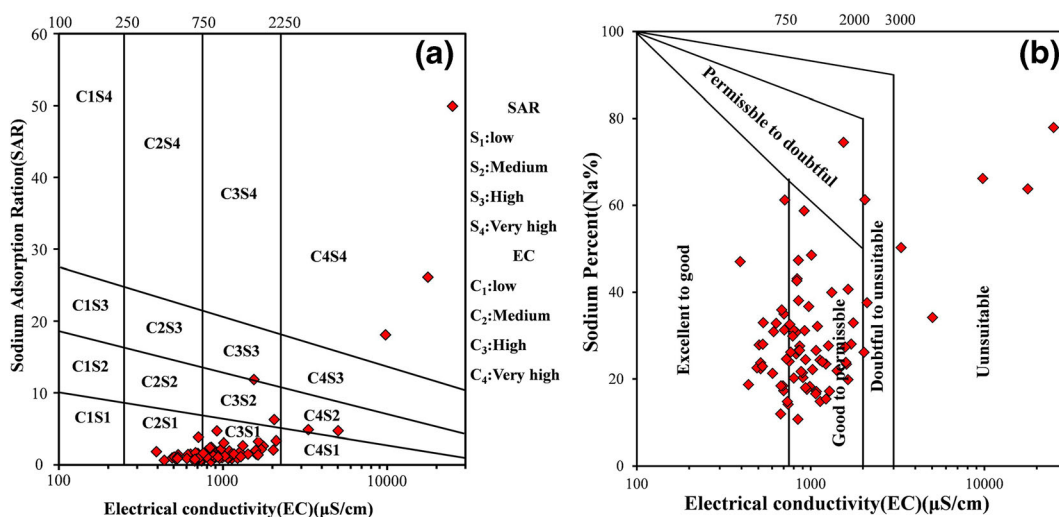 100 250 750 2250
60
50
40
30
20
10
0
Sodium Adsorption Ration(SAR)
(a)
C1S4
C2S4
C3S4
C4S4
C1S3
C2S3
C3S3
C4S3
C1S2
C2S2
C3S2
C4S2
C1S1
C2S1
C3S1
C4S1
SAR
S1:low
S2:Medium
S3:High
S4:Very high
EC
C1:low
C2:Medium
C3:High
C4:Very high
100 1000 10000
Electrical conductivity(EC)(µS/cm)
750 2000 3000
100
80
60
40
20
0
Sodium Percent(Na%)
(b)
Permissble to doubtful
Excellent to good
Good to permissble
Doubtful to unsuitable
Unsuitable
100 1000 10000
Electrical conductivity(EC)(µS/cm)